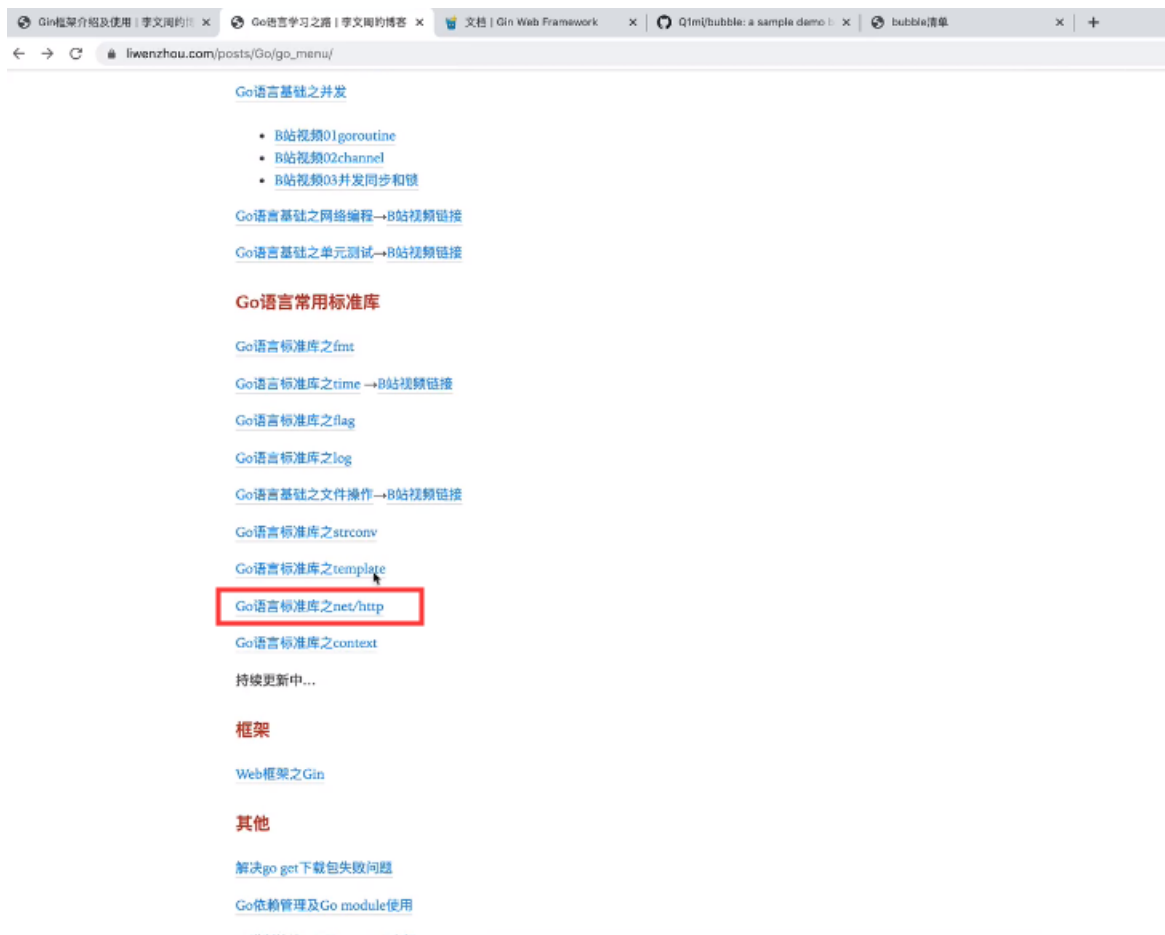 Gin框架介绍及使用 | 李文周的
Go语言学习之路 | 李文周的博客
文档 | Gin Web Framework
Q1mi/bubble: a sample demo
bubble清单
liwenzhou.com/posts/Go/go_menu/
Go语言基础之并发
B站视频01goroutine
B站视频02channel
B站视频03并发同步和锁
Go语言基础之网络编程→B站视频链接
Go语言基础之单元测试→B站视频链接
Go语言常用标准库
Go语言标准库之fmt
Go语言标准库之time →B站视频链接
Go语言标准库之flag
Go语言标准库之log
Go语言基础之文件操作→B站视频链接
Go语言标准库之strconv
Go语言标准库之template
Go语言标准库之net/http
Go语言标准库之context
持续更新中...
框架
Web框架之Gin
其他
解决go get下载包失败问题
Go依赖管理及Go module使用